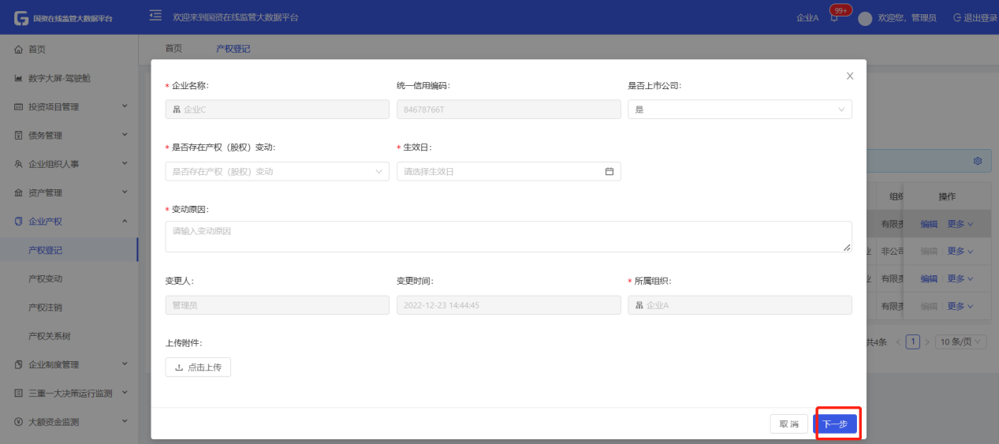 国资在线监管大数据平台
欢迎来到国资在线监管大数据平台
企业A
99+
欢迎您, 管理员
退出登录
首页
数字大屏-驾驶舱
投资项目管理
债务管理
企业组织人事
资产管理
企业产权
产权登记
产权变动
产权注销
产权关系树
企业制度管理
三重一大决策运行监测
大额资金监测
首页 产权登记
* 企业名称: 统一信用编码: 是否上市公司:
企业C 84678766T 是
* 是否存在产权（股权）变动: * 生效日:
是否存在产权（股权）变动 请选择生效日
* 变动原因:
请输入变动原因
变更人: 变更时间: * 所属组织:
管理员 2022-12-23 14:44:45 企业A
上传附件:
点击上传
取 消 下一步
组织 操作
有限责 编辑 更多
业 非公司 编辑 更多
业 有限责 编辑 更多
有限责 编辑 更多
共4条 < 1 > 10 条/页